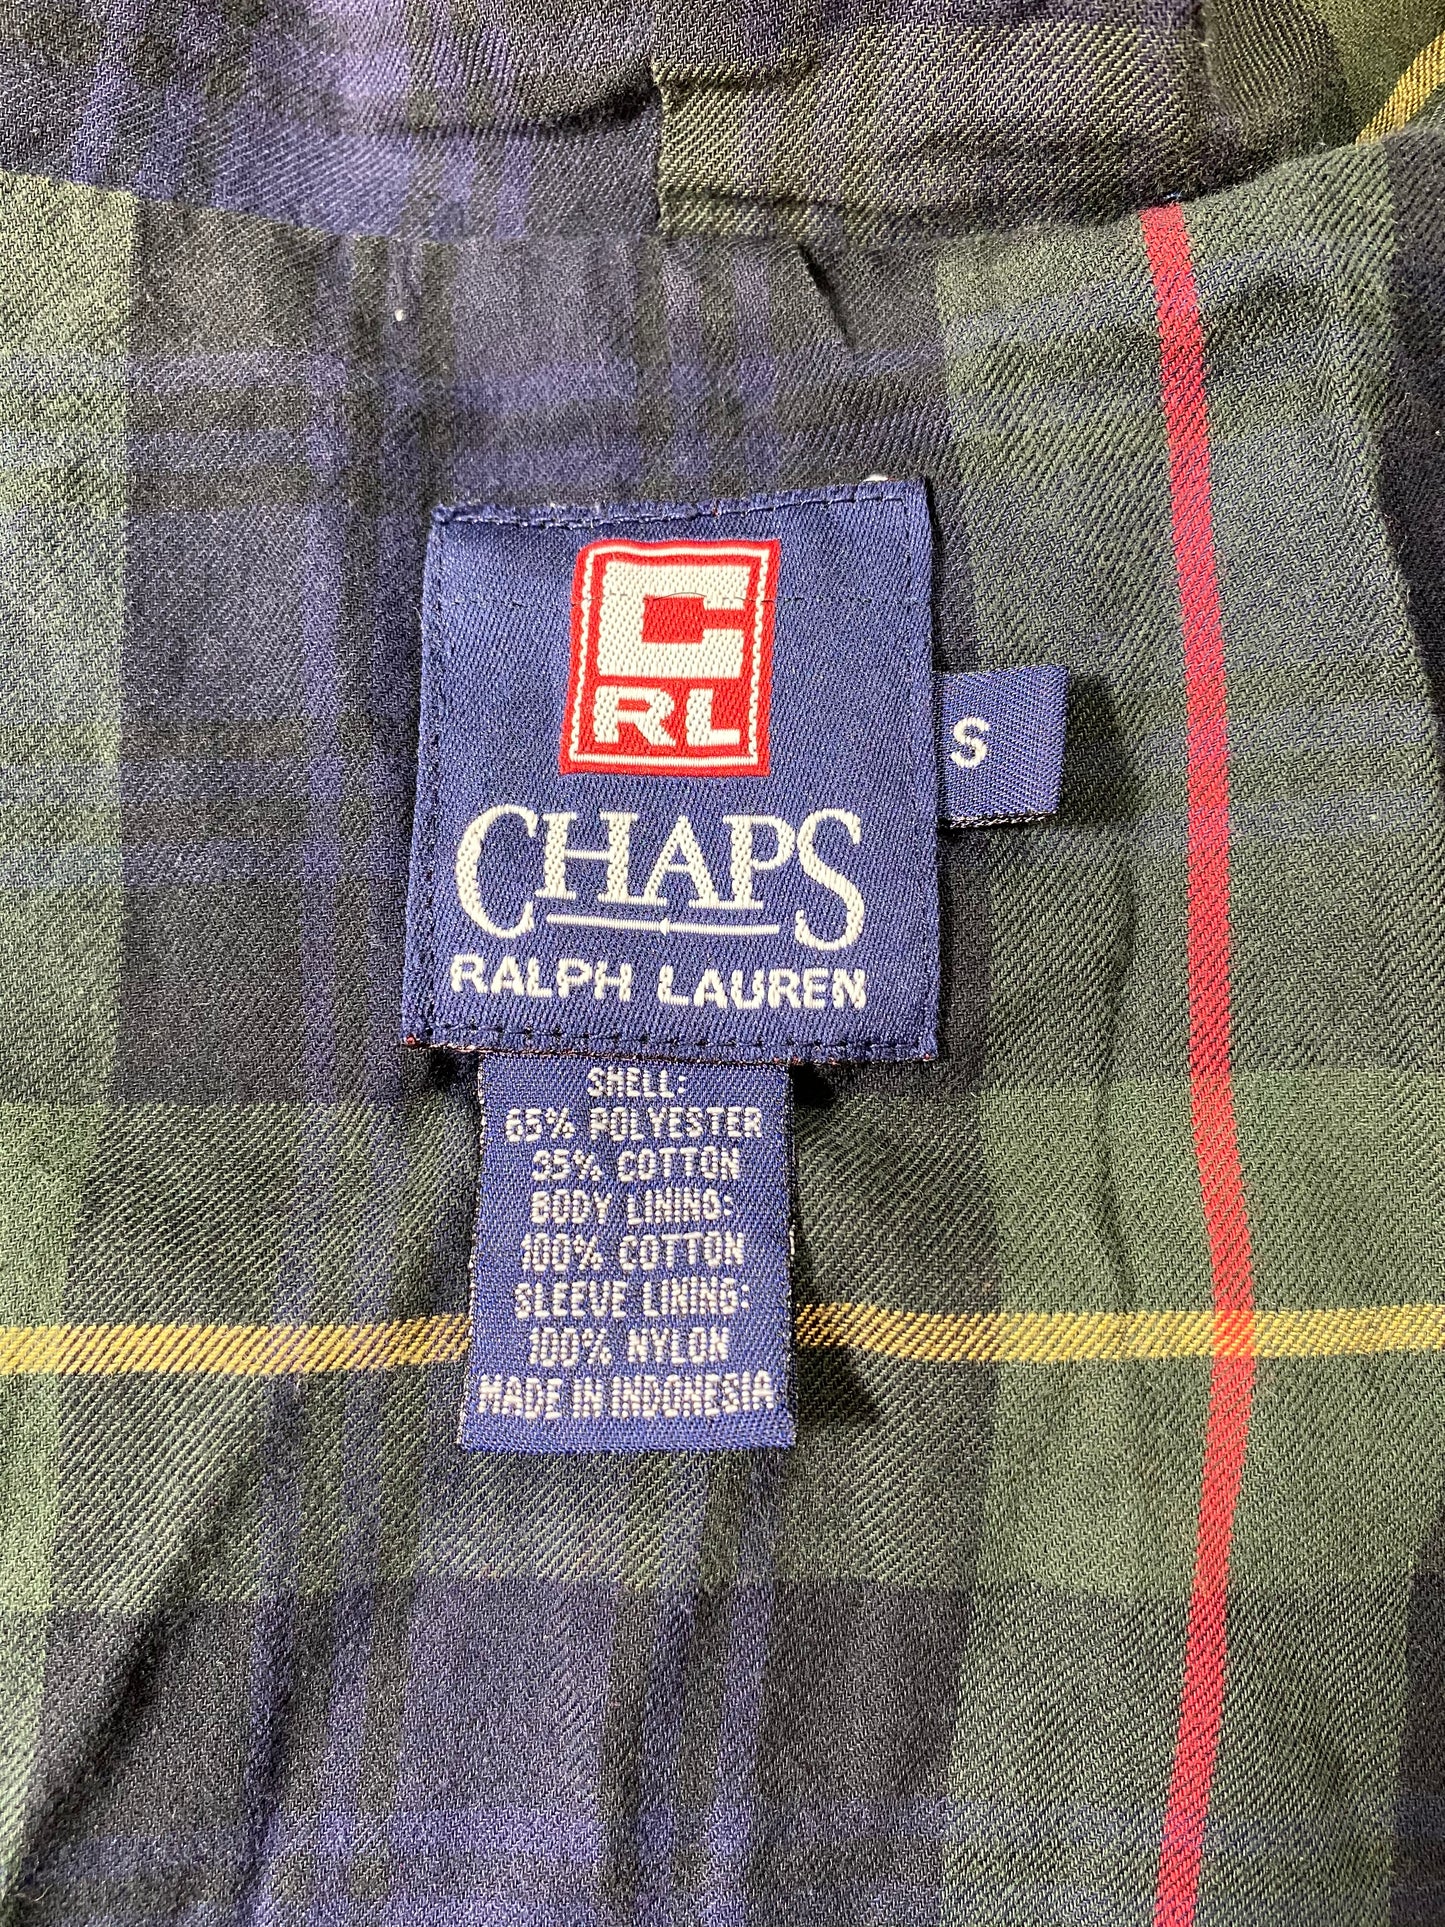 C
RL
CHAPS
RALPH LAUREN
S
SHELL:
65% POLYESTER
35% COTTON
BODY LINING:
100% COTTON
SLEEVE LINING:
100% NYLON
MADE IN INDONESIA